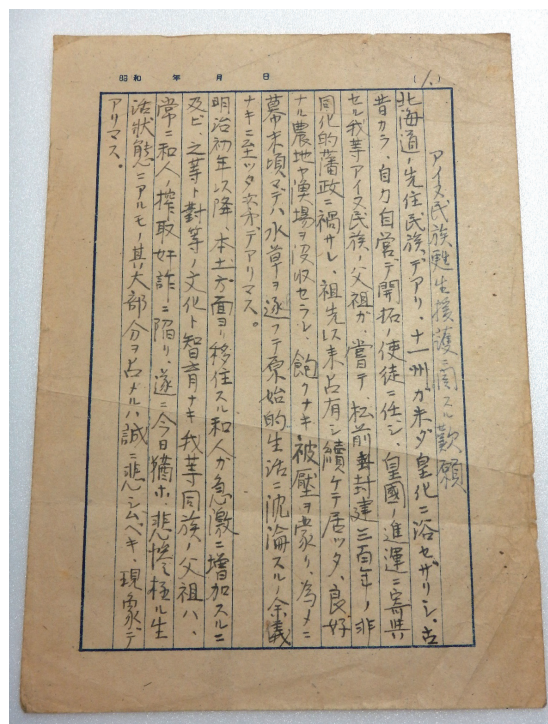 昭和 年 月 日
(1.)
アイヌ民族甦生援護ニ関スル歎願
北海道ノ先住民族デアリ、十一州ガ未ダ皇化ニ浴セザリシ、古
昔カラ、自力自営デ開拓ノ使徒ニ任ジ、皇國ノ進運ニ寄与
セル我等アイヌ民族ノ父祖ガ、嘗テ、松前封建三百年ノ非
同化的藩政ニ禍サレ、祖先以来占有シ續ケテ居ッタ、良好
ナル農地ヤ漁場ヲ没収セラレ、飽クナキ被壓ヲ蒙リ、為メニ
幕末頃マデハ水草ヲ逐フテ原始的生活ニ沈淪スルノ余儀
ナキニ至ッタ次第デアリマス。
明治初年以降、本土方面ヨリ移住スル和人ガ急激ニ増加スルニ
及ビ、之等ト對等ノ文化ト智育ナキ我等同族ノ父祖ハ、
常ニ和人ノ搾取奸詐ニ陥リ、遂ニ今日猶ホ、悲惨極ル生
活状態ニアルモノ其大部分ヲ占メルハ誠ニ悲シムベキ、現象デ
アリマス。